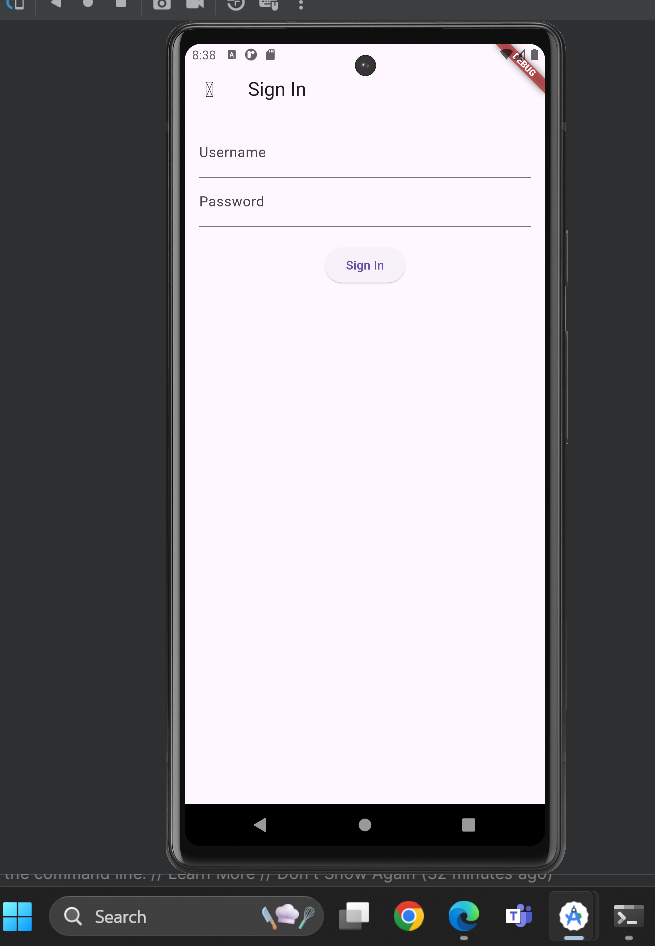 8:38
DEBUG
Sign In
Username
Password
Sign In
the command line. // Learn More // Don't Show Again (32 minutes ago)
Search